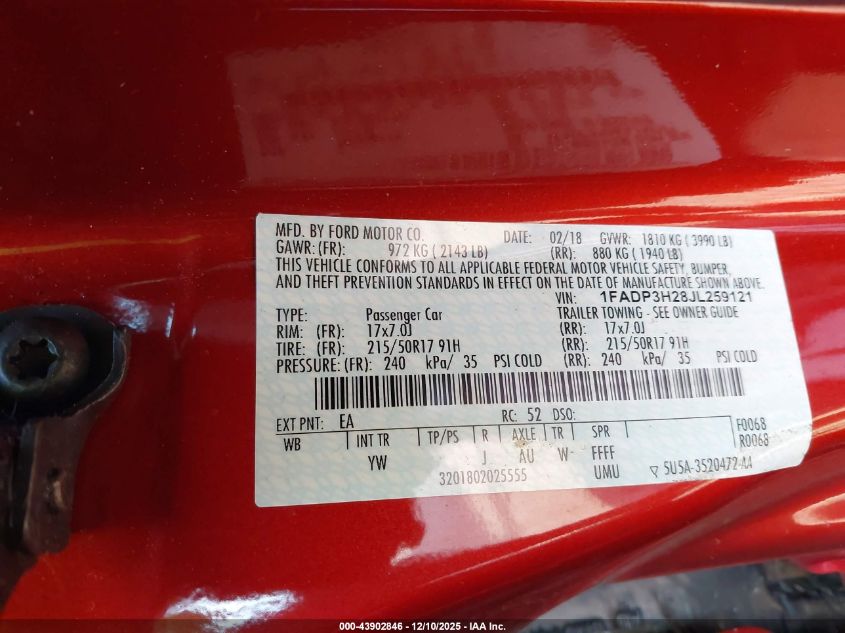 MFD. BY FORD MOTOR CO. DATE: 02/18 GVWR: 1810 KG ( 3990 LB)
GAWR: (FR): 972 KG ( 2143 LB) (RR): 880 KG ( 1940 LB)
THIS VEHICLE CONFORMS TO ALL APPLICABLE FEDERAL MOTOR VEHICLE SAFETY, BUMPER,
AND THEFT PREVENTION STANDARDS IN EFFECT ON THE DATE OF MANUFACTURE SHOWN ABOVE.
VIN: 1FADP3H28JL259121
TYPE: Passenger Car TRAILER TOWING - SEE OWNER GUIDE
RIM: (FR): 17x7.0J (RR): 17x7.0J
TIRE: (FR): 215/50R17 91H (RR): 215/50R17 91H
PRESSURE: (FR): 240 kPa/ 35 PSI COLD (RR): 240 kPa/ 35 PSI COLD
EXT PNT: EA RC: 52 DSO: F0068
WB INT TR TP/PS R AXLE TR SPR R0068
YW J AU W- FFFF
3201802025555 UMU 5U5A-3520472-AA
000-43902846 - 12/10/2025 - IAA Inc.